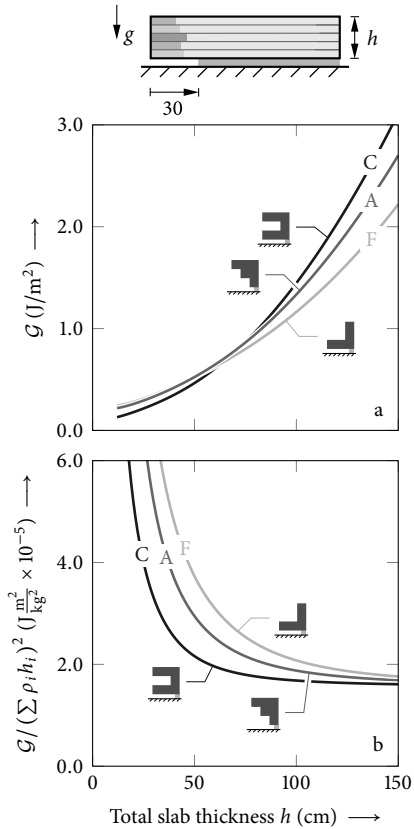 g
h
30
3.0
2.0
1.0
0.0
𝒢 (J/m²) ⟶
C
A
F
a
6.0
4.0
2.0
0.0
𝒢/(∑ ρᵢhᵢ)² (J m²/kg² × 10⁻⁵) ⟶
C
A
F
b
0 50 100 150
Total slab thickness h (cm) ⟶